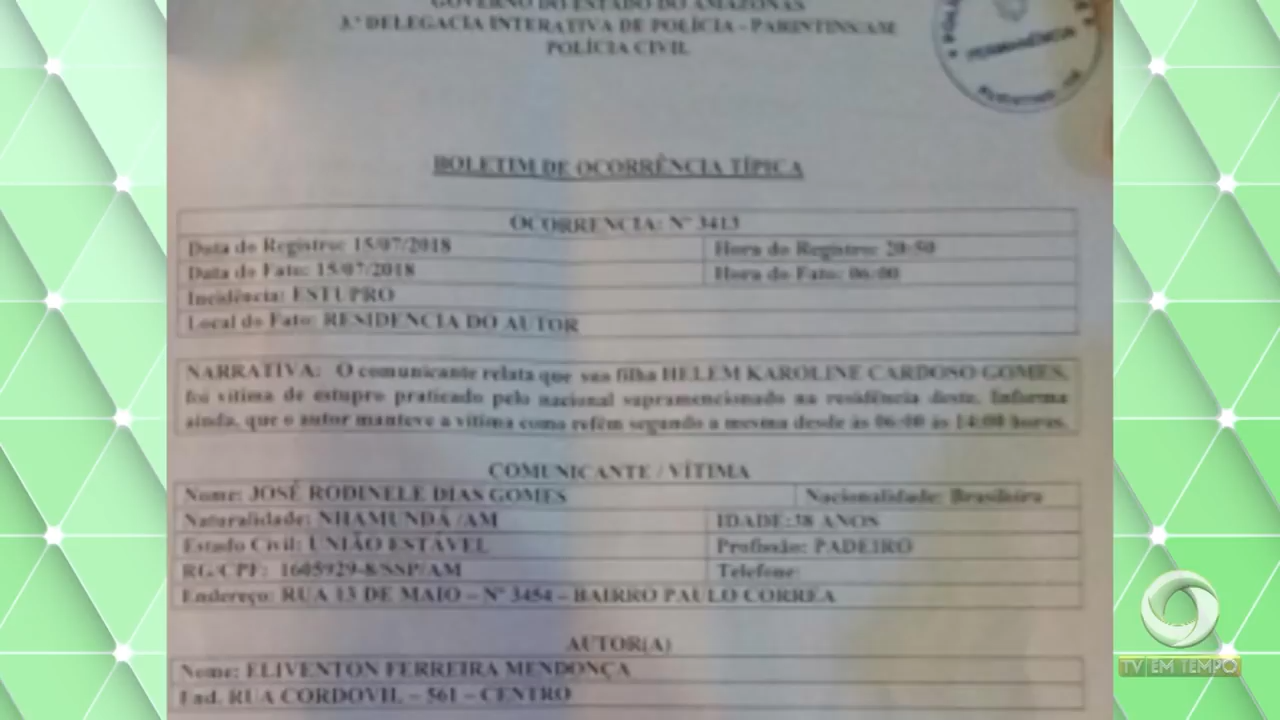 GOVERNO DO ESTADO DO AMAZONAS
3.ª DELEGACIA INTERATIVA DE POLÍCIA - PARINTINS/AM
POLÍCIA CIVIL
PERMANÊNCIA
BOLETIM DE OCORRÊNCIA TÍPICA
OCORRENCIA: Nº 3413
Data do Registro: 15/07/2018 Hora do Registro: 20:50
Data do Fato: 15/07/2018 Hora do Fato: 06:00
Incidência: ESTUPRO
Local do Fato: RESIDENCIA DO AUTOR
NARRATIVA: O comunicante relata que sua filha HELEM KAROLINE CARDOSO GOMES,
foi vítima de estupro praticado pelo nacional supramencionado na residência deste. Informa
ainda, que o autor manteve a vítima como refém segundo a mesma desde às 06:00 às 14:00 horas.
COMUNICANTE / VÍTIMA
Nome: JOSÉ RODINELE DIAS GOMES Nacionalidade: Brasileira
Naturalidade: NHAMUNDÁ /AM IDADE:38 ANOS
Estado Civil: UNIÃO ESTÁVEL Profissão: PADEIRO
RG/CPF: 1605929-8/SSP/AM Telefone:
Endereço: RUA 13 DE MAIO – Nº 3454 – BAIRRO PAULO CORREA
AUTOR(A)
Nome: ELIVENTON FERREIRA MENDONÇA
End. RUA CORDOVIL – 561 – CENTRO
TV EM TEMPO